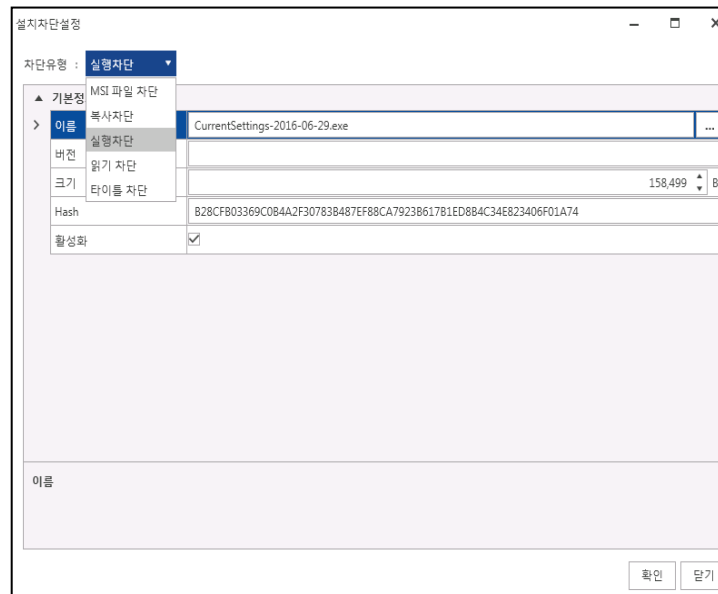 설치차단설정
차단유형 : 실행차단
MSI 파일 차단
복사차단
실행차단
읽기 차단
타이틀 차단
기본정
이름 CurrentSettings-2016-06-29.exe ...
버전
크기 158,499 B
Hash B28CFB03369C0B4A2F30783B487EF88CA7923B617B1ED8B4C34E823406F01A74
활성화
이름
확인 닫기